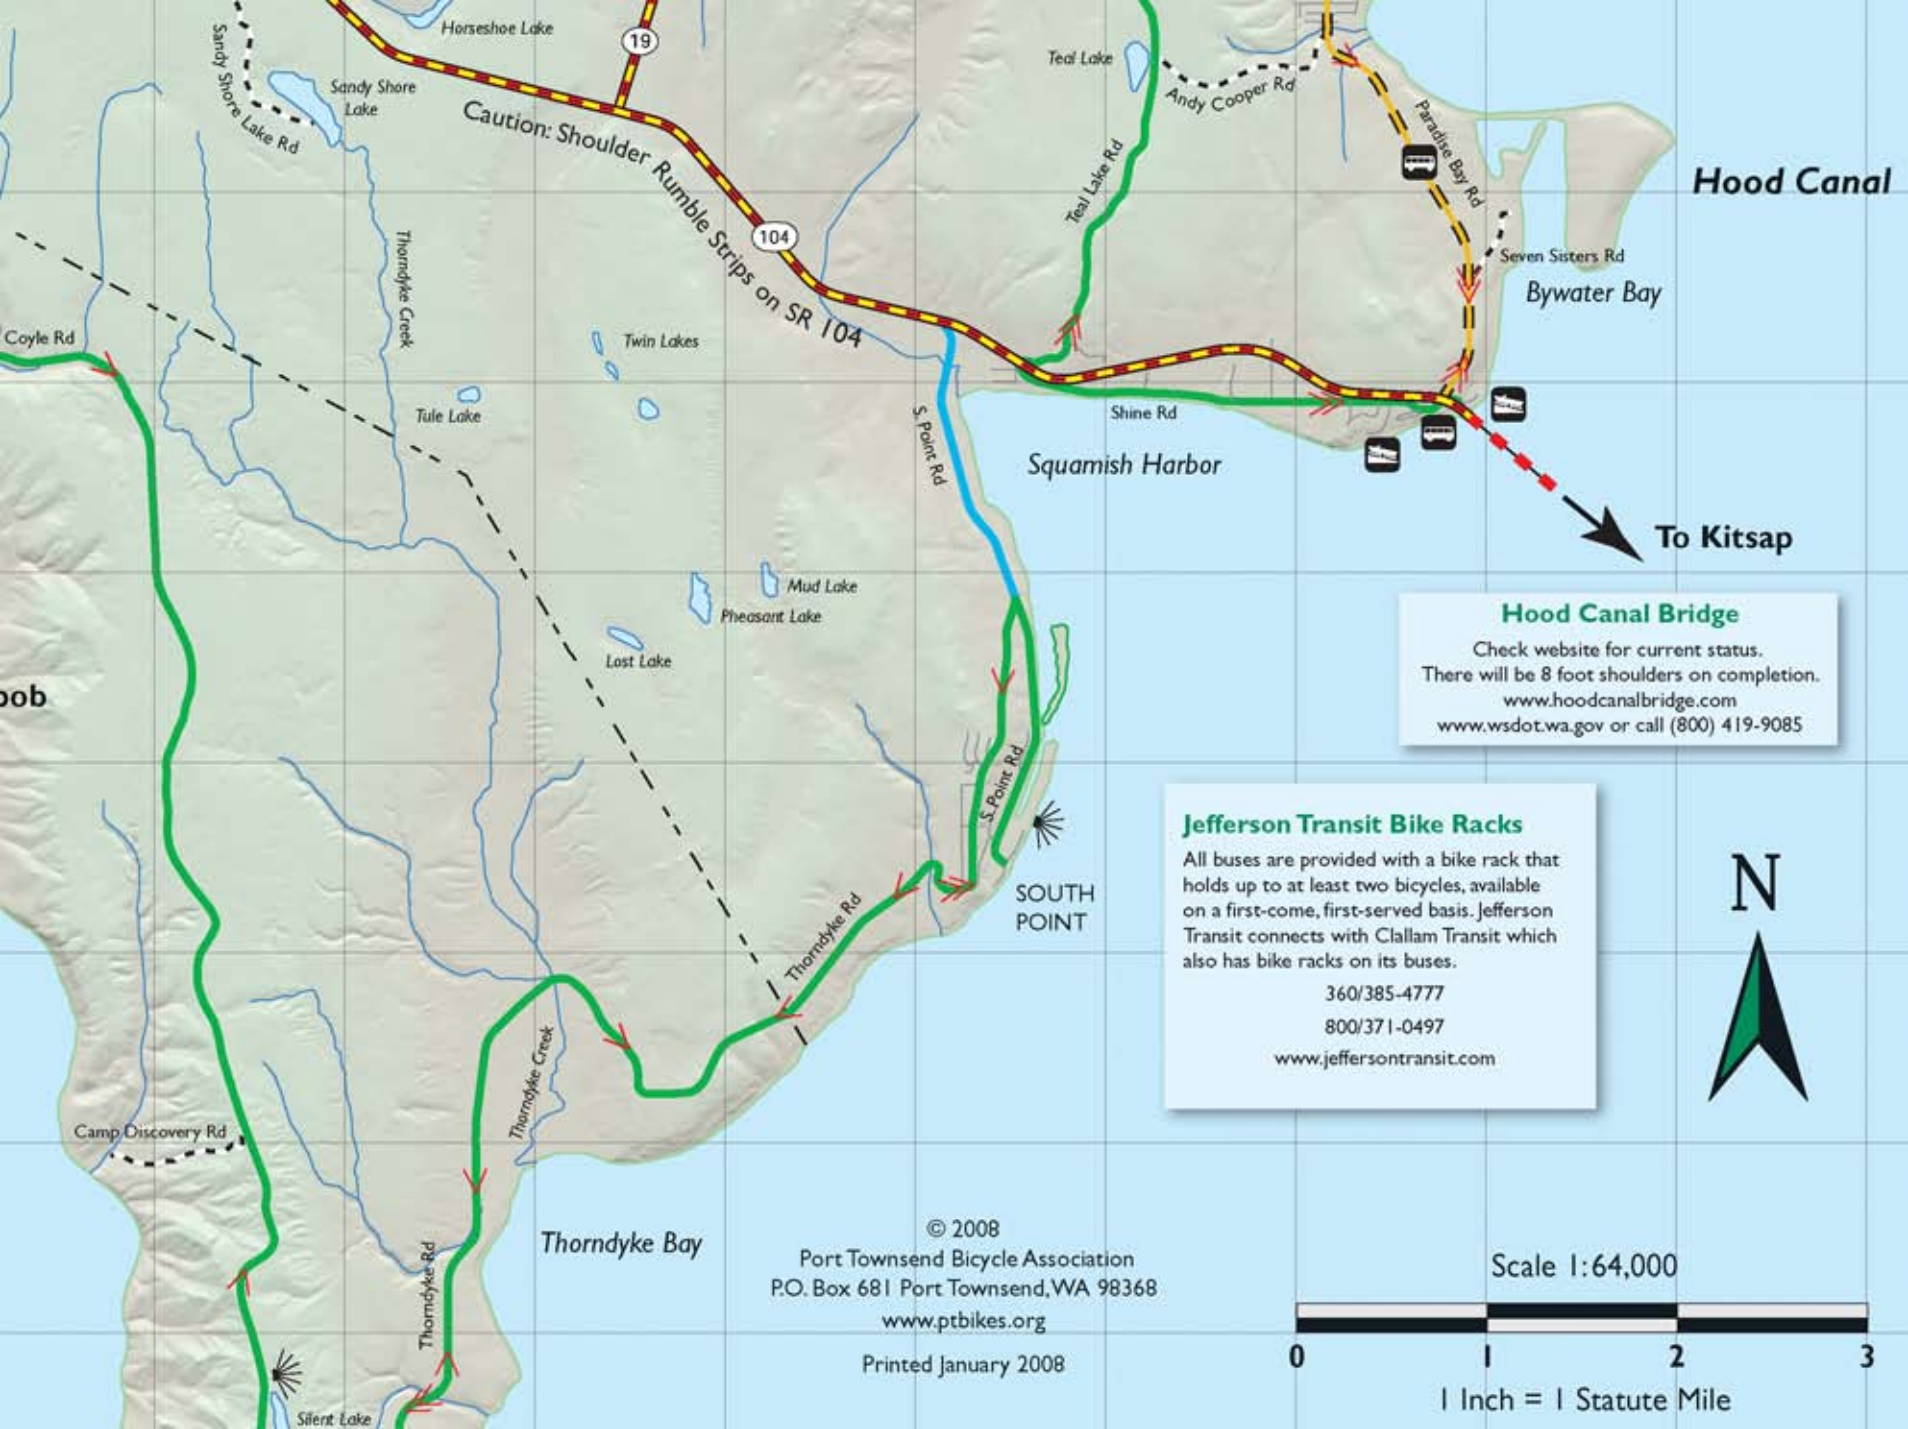 Horseshoe Lake
19
Sandy Shore Lake Rd
Sandy Shore
Lake
Teal Lake
Andy Cooper Rd
Paradise Bay Rd
Caution: Shoulder Rumble Strips on SR 104
Teal Lake Rd
Hood Canal
104
Thorndyke Creek
Seven Sisters Rd
Bywater Bay
Coyle Rd
Twin Lakes
Tule Lake
S. Point Rd
Shine Rd
Squamish Harbor
To Kitsap
Mud Lake
Pheasant Lake
Lost Lake
oob
Hood Canal Bridge
Check website for current status.
There will be 8 foot shoulders on completion.
www.hoodcanalbridge.com
www.wsdot.wa.gov or call (800) 419-9085
S. Point Rd
Jefferson Transit Bike Racks
All buses are provided with a bike rack that
holds up to at least two bicycles, available
on a first-come, first-served basis. Jefferson
Transit connects with Clallam Transit which
also has bike racks on its buses.
360/385-4777
800/371-0497
www.jeffersontransit.com
N
SOUTH
POINT
Thorndyke Rd
Thorndyke Creek
Camp Discovery Rd
Thorndyke Bay
Thorndyke Rd
© 2008
Port Townsend Bicycle Association
P.O. Box 681 Port Townsend, WA 98368
www.ptbikes.org
Printed January 2008
Scale 1:64,000
0 1 2 3
1 Inch = 1 Statute Mile
Silent Lake